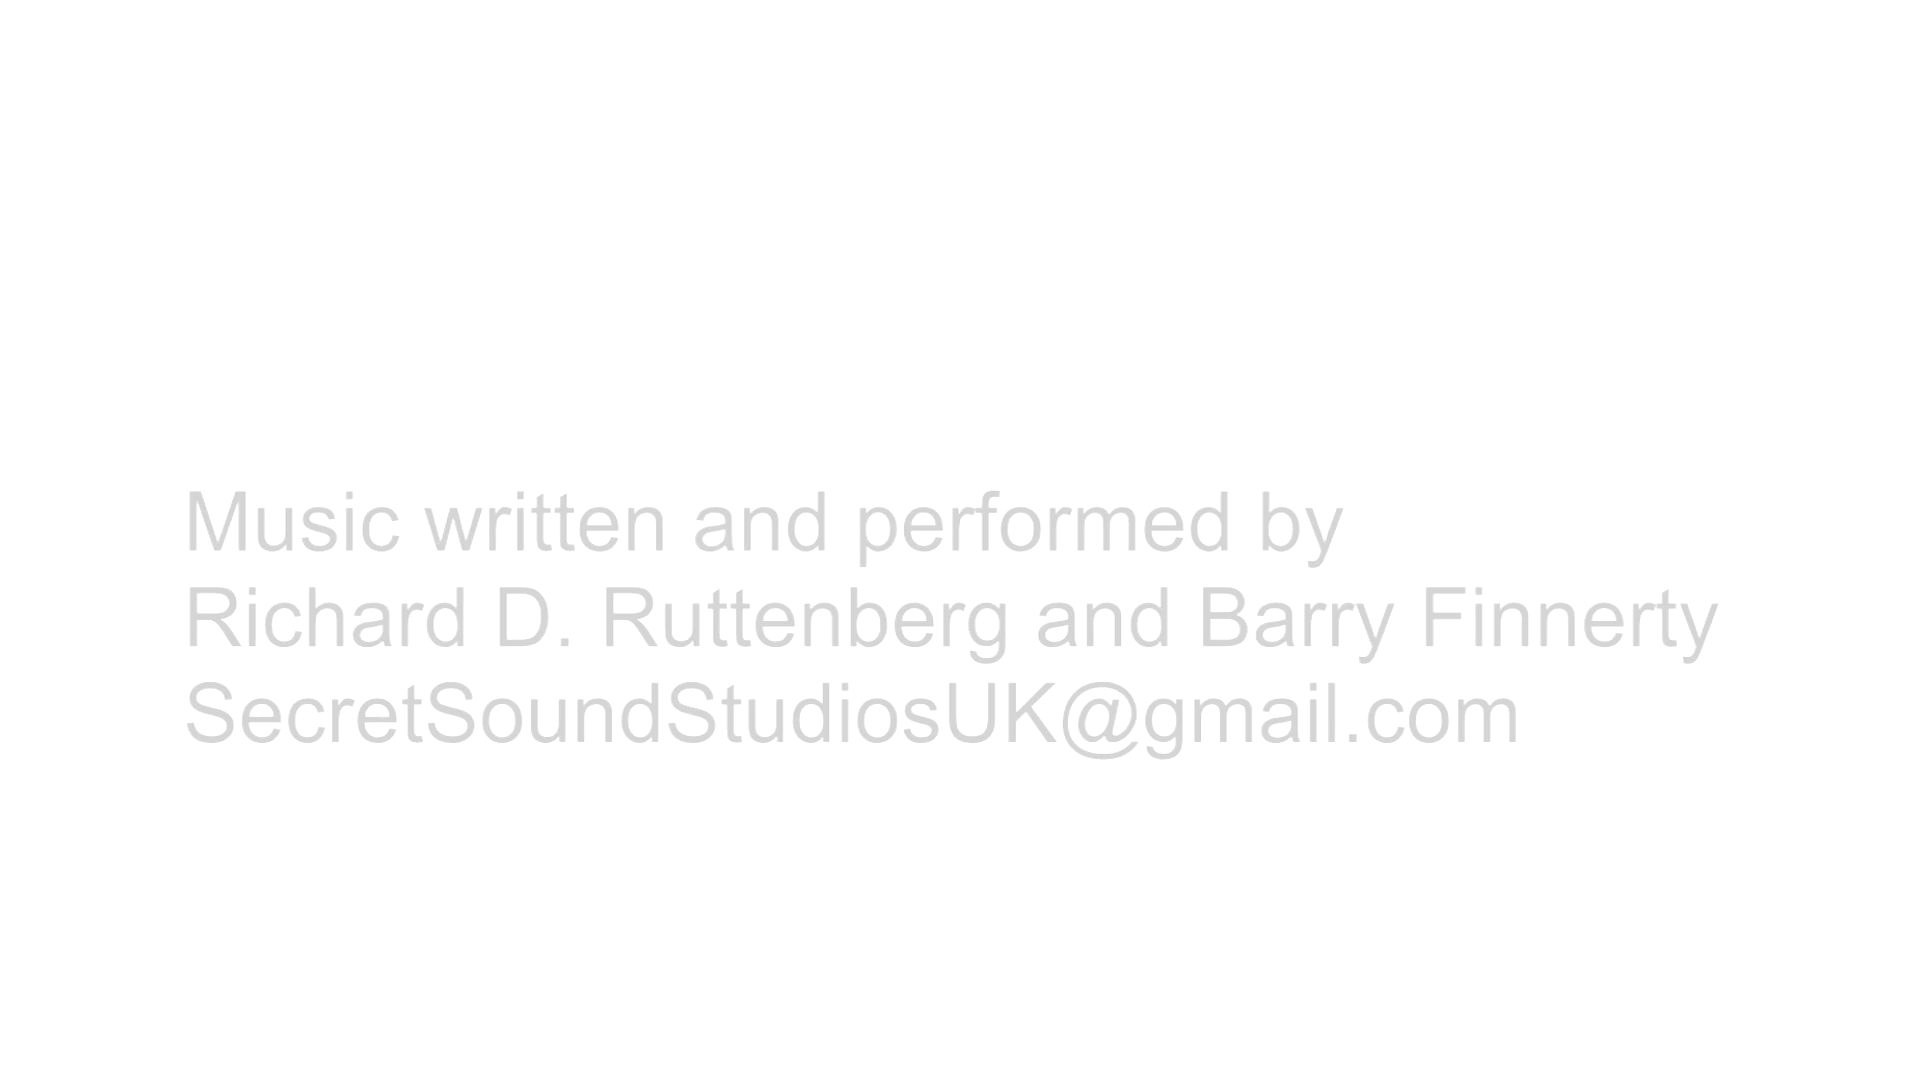 Music written and performed by
Richard D. Ruttenberg and Barry Finnerty
SecretSoundStudiosUK@gmail.com